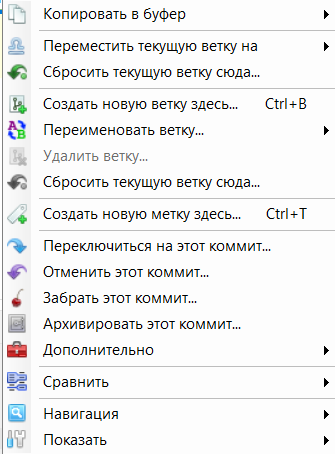 Копировать в буфер
Переместить текущую ветку на
Сбросить текущую ветку сюда...
Создать новую ветку здесь... Ctrl+B
Переименовать ветку...
Удалить ветку...
Сбросить текущую ветку сюда...
Создать новую метку здесь... Ctrl+T
Переключиться на этот коммит...
Отменить этот коммит...
Забрать этот коммит...
Архивировать этот коммит...
Дополнительно
Сравнить
Навигация
Показать